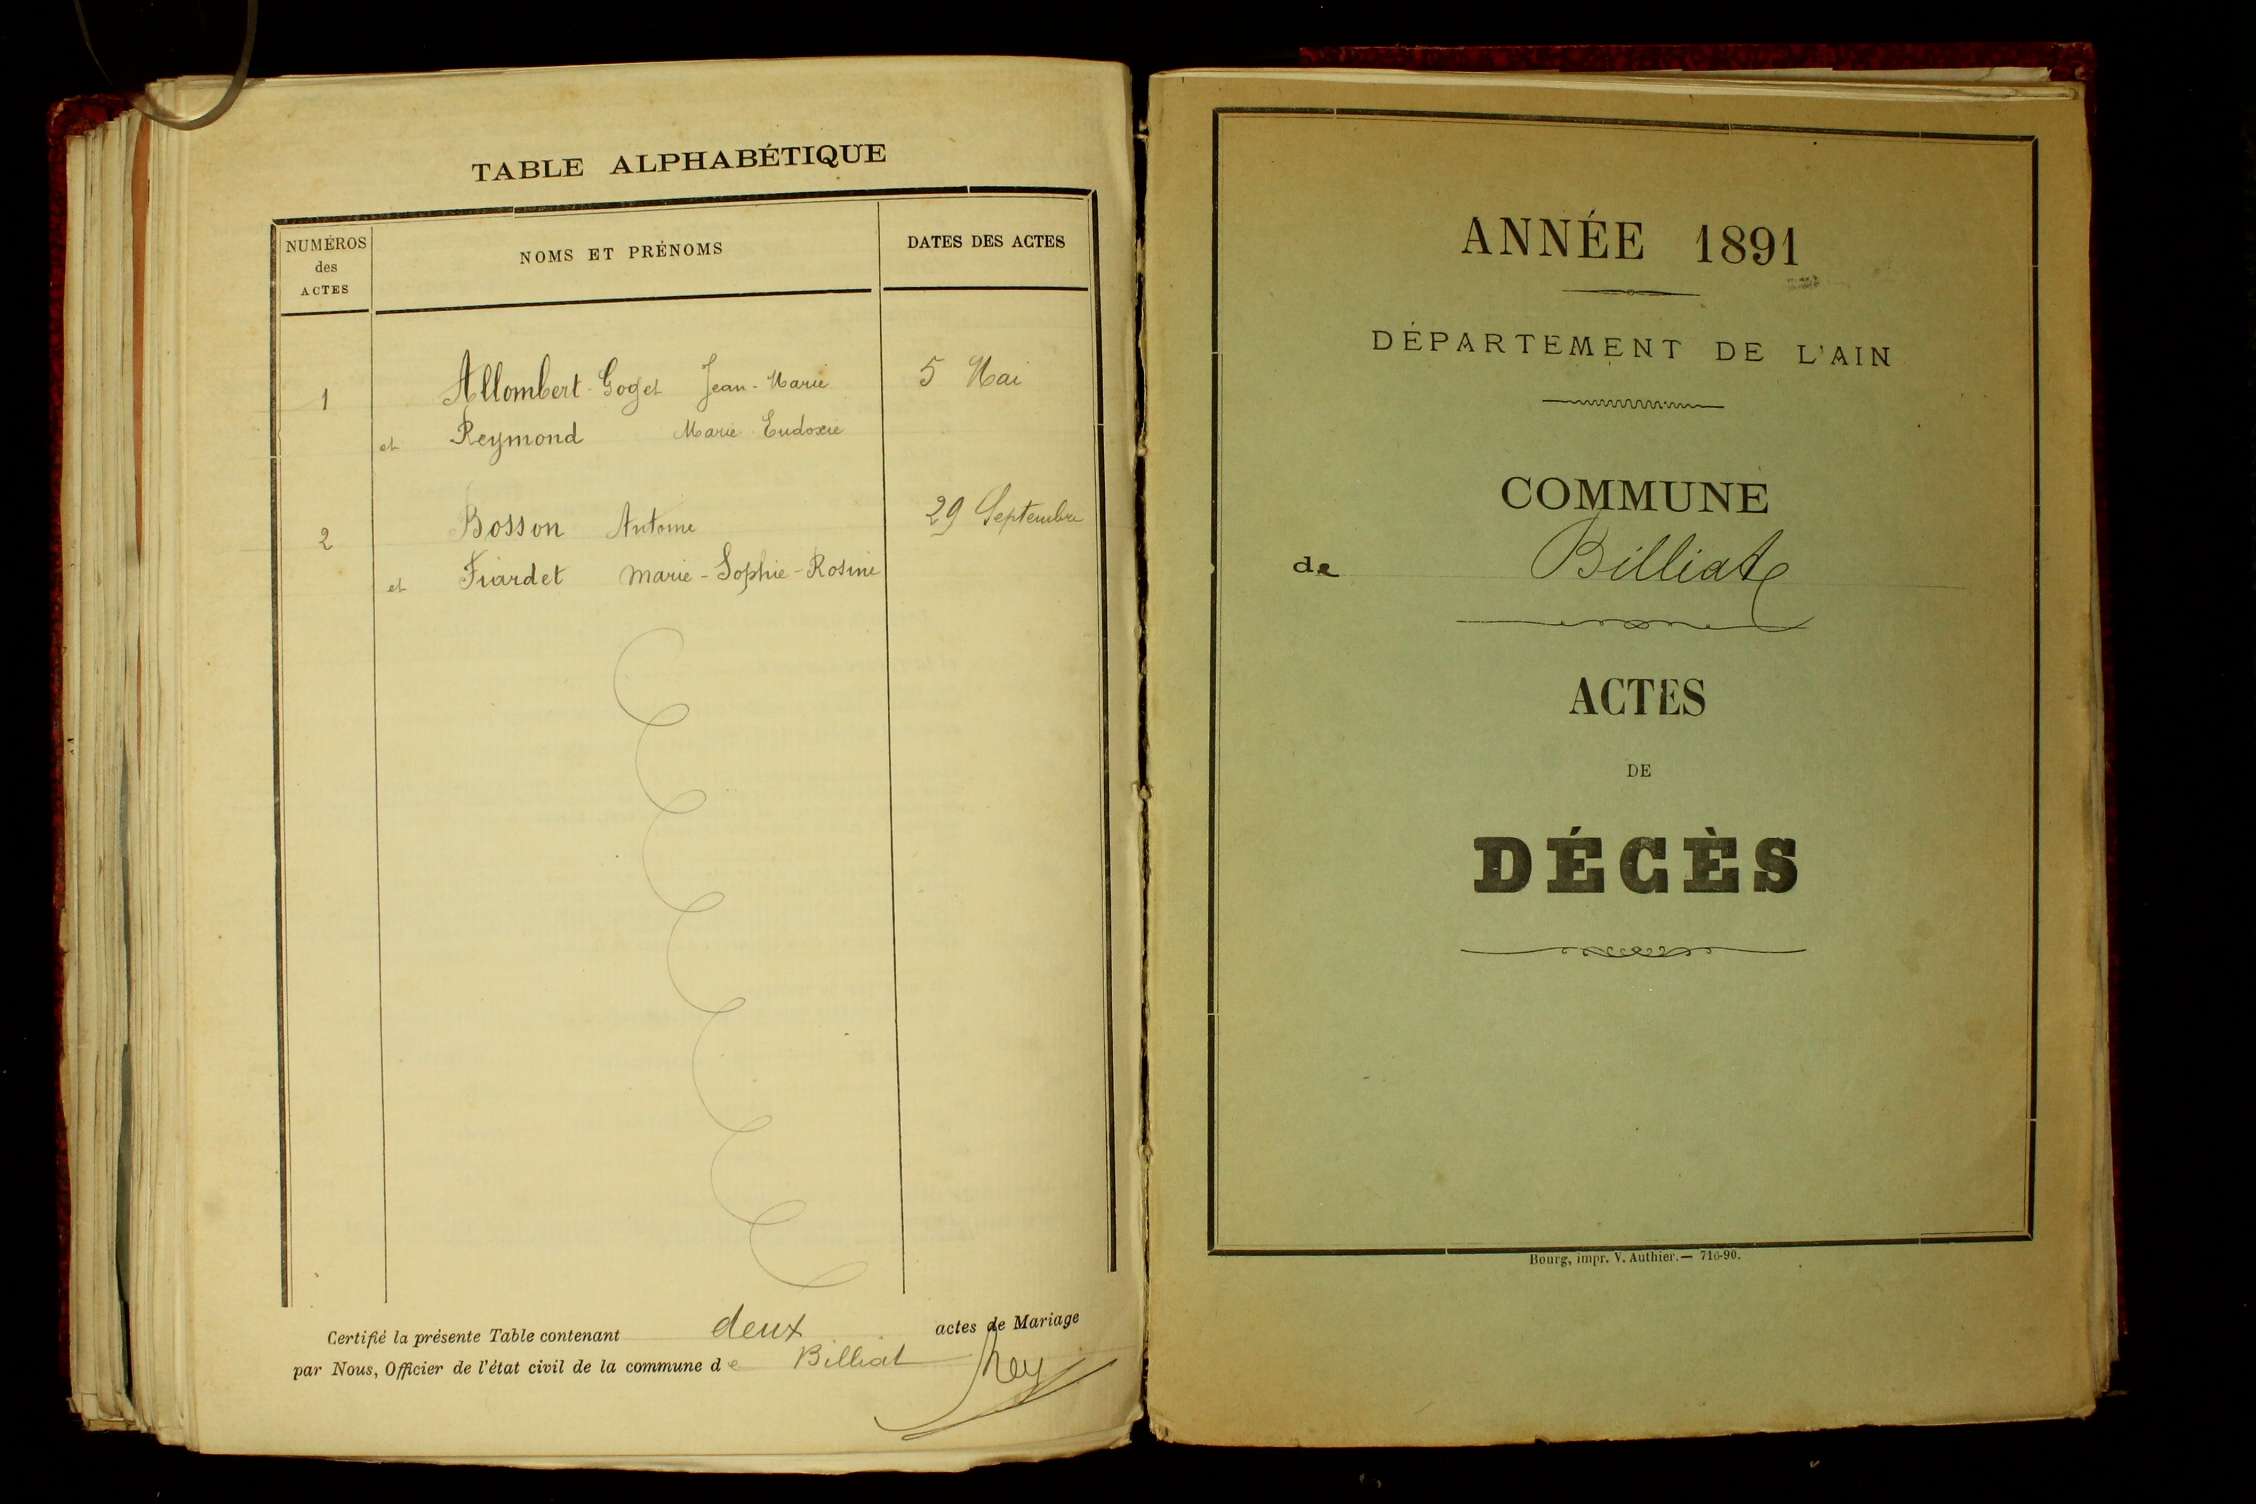 TABLE ALPHABÉTIQUE
NUMÉROS des ACTES
NOMS ET PRÉNOMS
DATES DES ACTES
1 Allombert-Goget Jean-Marie 5 Mai
et Reymond Marie Eudoxie
2 Bosson Antoine 29 Septembre
et Fiardet Marie-Sophie-Rosine
Certifié la présente Table contenant deux actes de Mariage
par Nous, Officier de l'état civil de la commune de Billiat
ANNÉE 1891
DÉPARTEMENT DE L'AIN
COMMUNE
de Billiat
ACTES
DE
DÉCÈS
Bourg, impr. V. Authier.— 716-90.